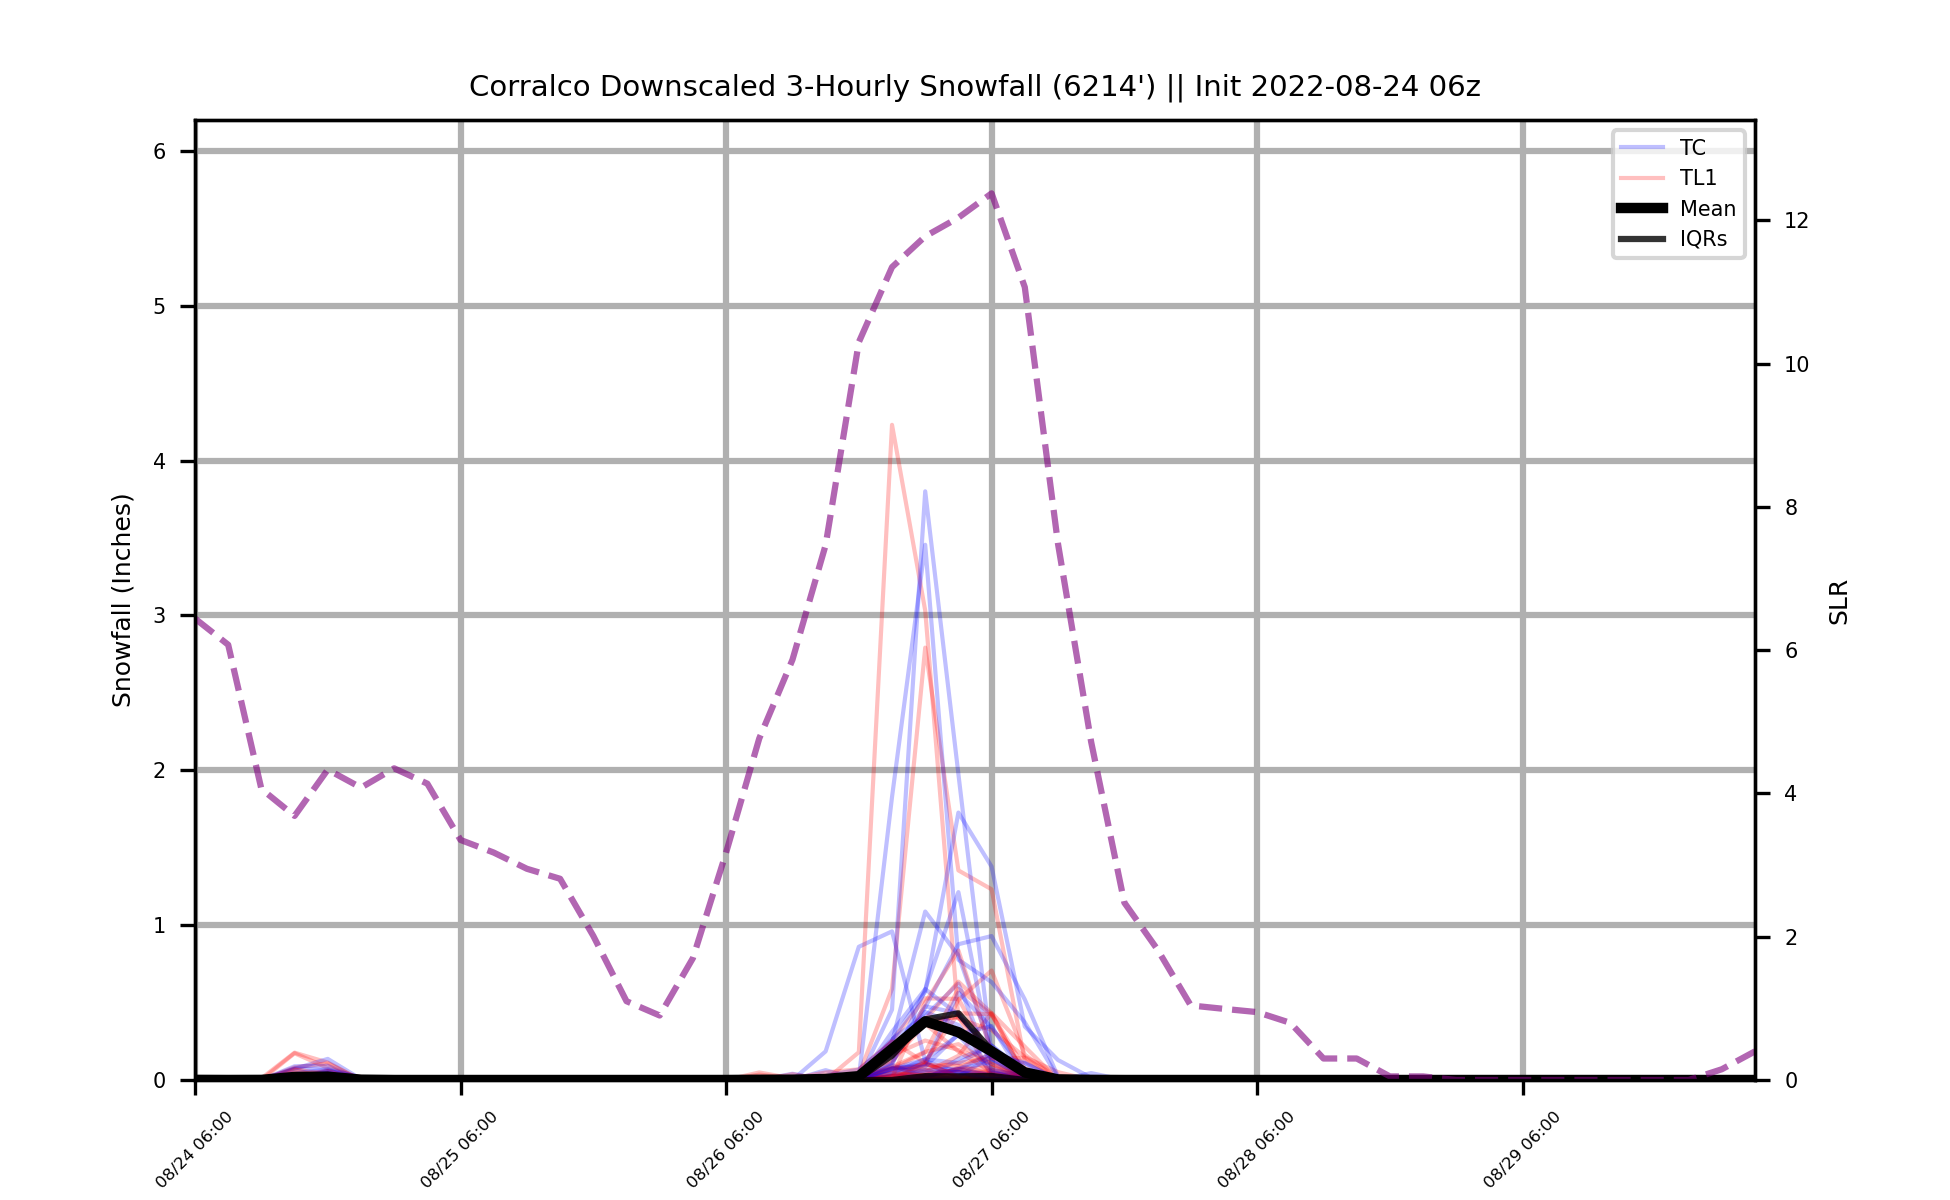 Corralco Downscaled 3-Hourly Snowfall (6214') || Init 2022-08-24 06z
TC
TL1
Mean
IQRs
Snowfall (Inches)
6
5
4
3
2
1
0
SLR
12
10
8
6
4
2
0
08/24 06:00
08/25 06:00
08/26 06:00
08/27 06:00
08/28 06:00
08/29 06:00